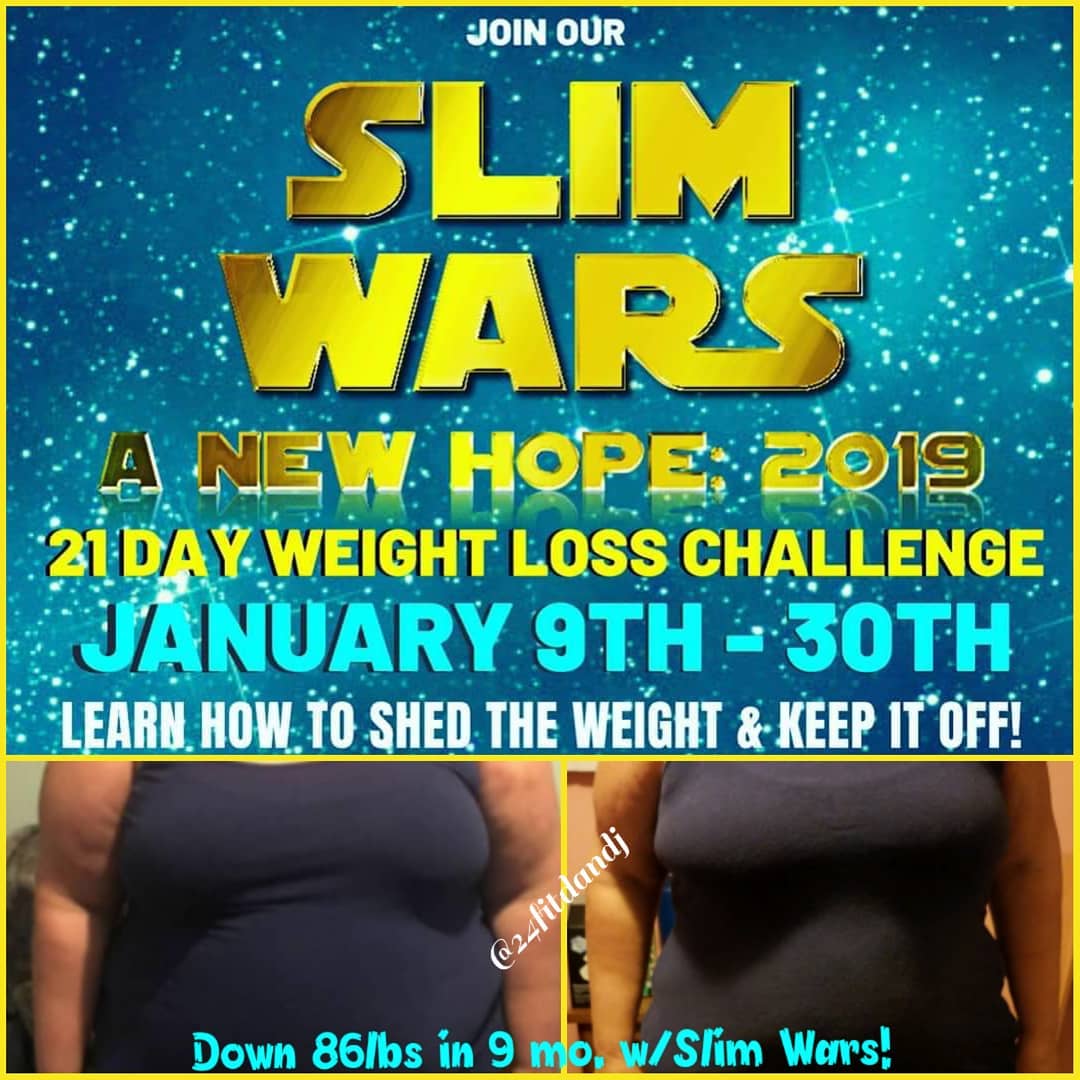 JOIN OUR
SLIM
WARS
A NEW HOPE: 2019
21 DAY WEIGHT LOSS CHALLENGE
JANUARY 9TH - 30TH
LEARN HOW TO SHED THE WEIGHT & KEEP IT OFF!
@24fitdandj
Down 86lbs in 9 mo. w/Slim Wars!